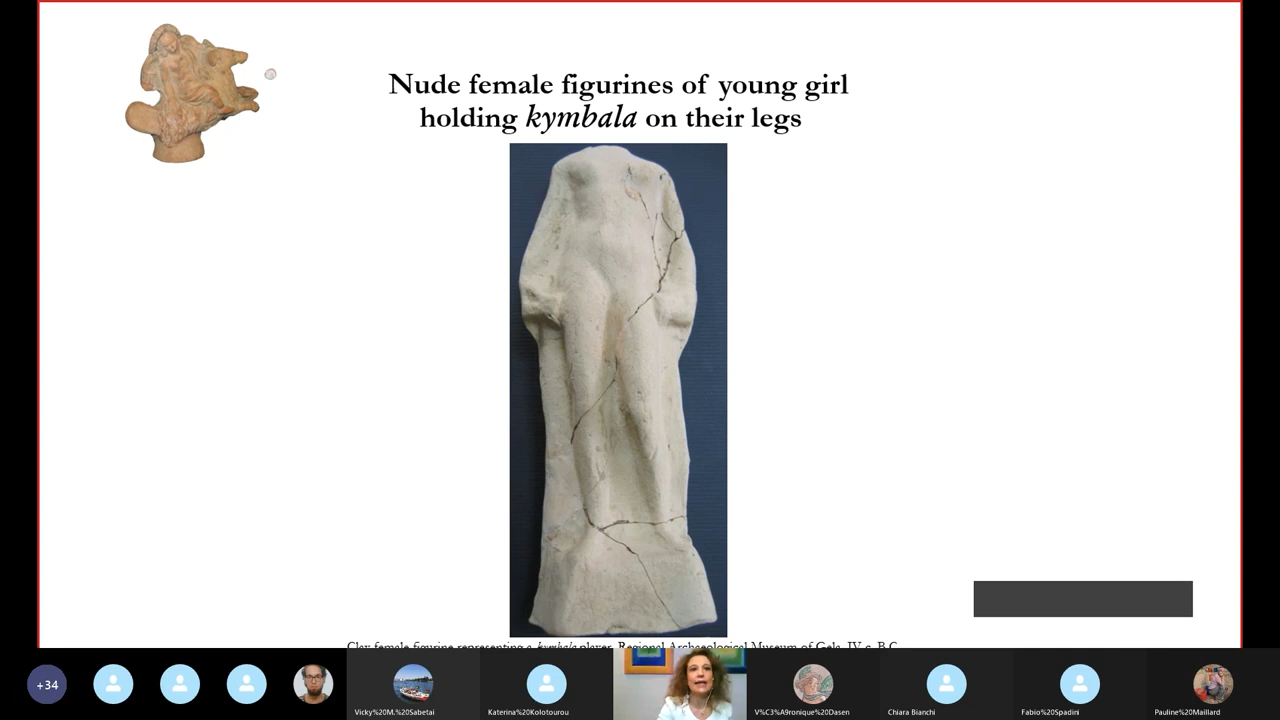 Nude female figurines of young girl
holding kymbala on their legs
Clay female figurine representing a kymbala player. Regional Archaeological Museum of Gela. IV c. B.C.
+34
Vicky%20M.%20Sabetai
Katerina%20Kolotourou
V%C3%A9ronique%20Dasen
Chiara Bianchi
Fabio%20Spadini
Pauline%20Maillard